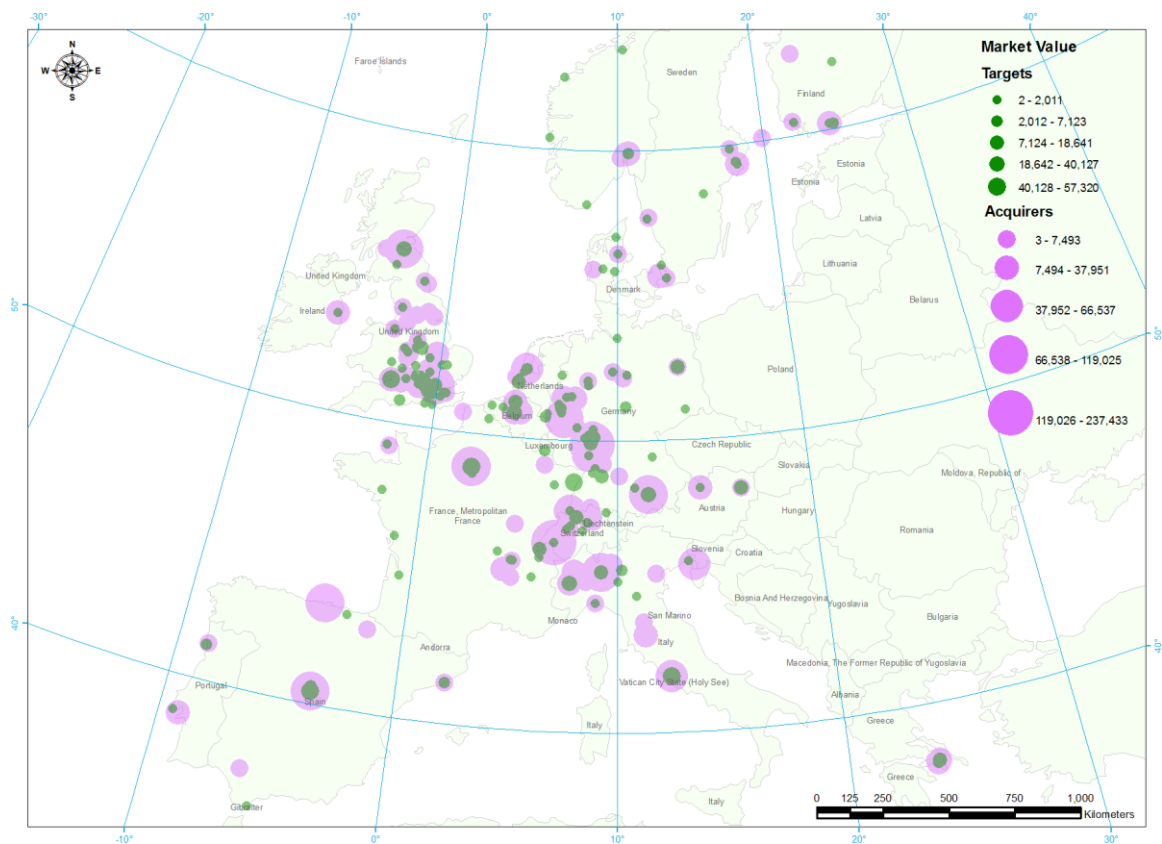 -30°
-20°
-10°
0°
10°
20°
30°
40°
N
W
E
S
Faroe Islands
Sweden
Finland
Market Value
Targets
2 - 2,011
2,012 - 7,123
7,124 - 18,641
18,642 - 40,127
40,128 - 57,320
Acquirers
3 - 7,493
7,494 - 37,951
37,952 - 66,537
66,538 - 119,025
119,026 - 237,433
Estonia
Estonia
Latvia
Lithuania
Belarus
United Kingdom
Denmark
50°
Ireland
United Kingdom
50°
Poland
Netherlands
Belgium
Germany
Luxembourg
Czech Republic
Slovakia
Moldova, Republic of
France, Metropolitan
France
Austria
Hungary
Liechtenstein
Switzerland
Romania
Slovenia
Croatia
Bosnia And Herzegovina
Yugoslavia
40°
Monaco
San Marino
Bulgaria
Andorra
Italy
40°
Macedonia, The Former Republic of Yugoslavia
Portugal
Vatican City State (Holy See)
Spain
Albania
Italy
Greece
Greece
Gibralter
Italy
0
125
250
500
750
1,000
Kilometers
-10°
0°
10°
20°
30°